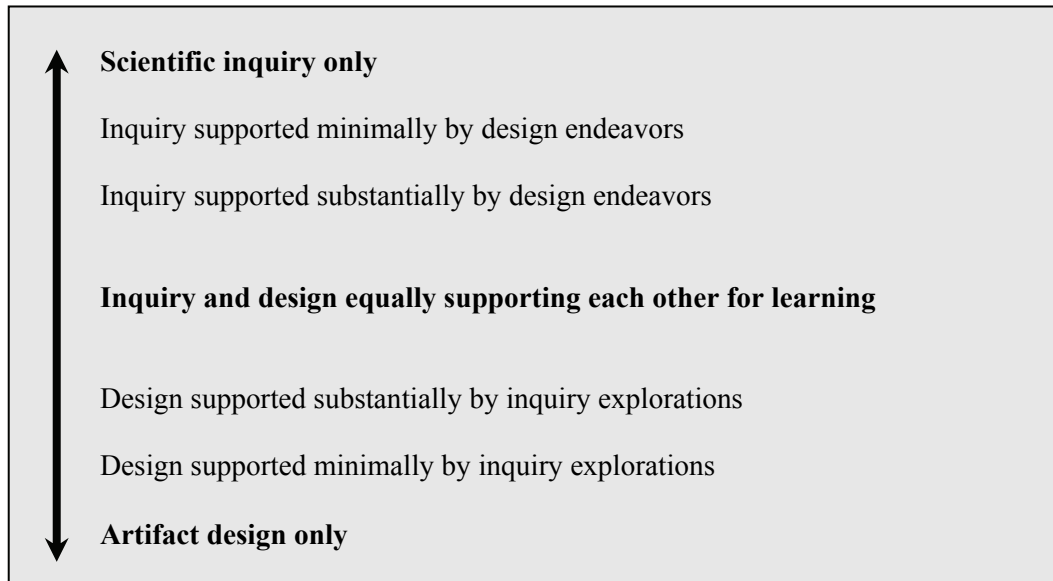 Scientific inquiry only
Inquiry supported minimally by design endeavors
Inquiry supported substantially by design endeavors
Inquiry and design equally supporting each other for learning
Design supported substantially by inquiry explorations
Design supported minimally by inquiry explorations
Artifact design only